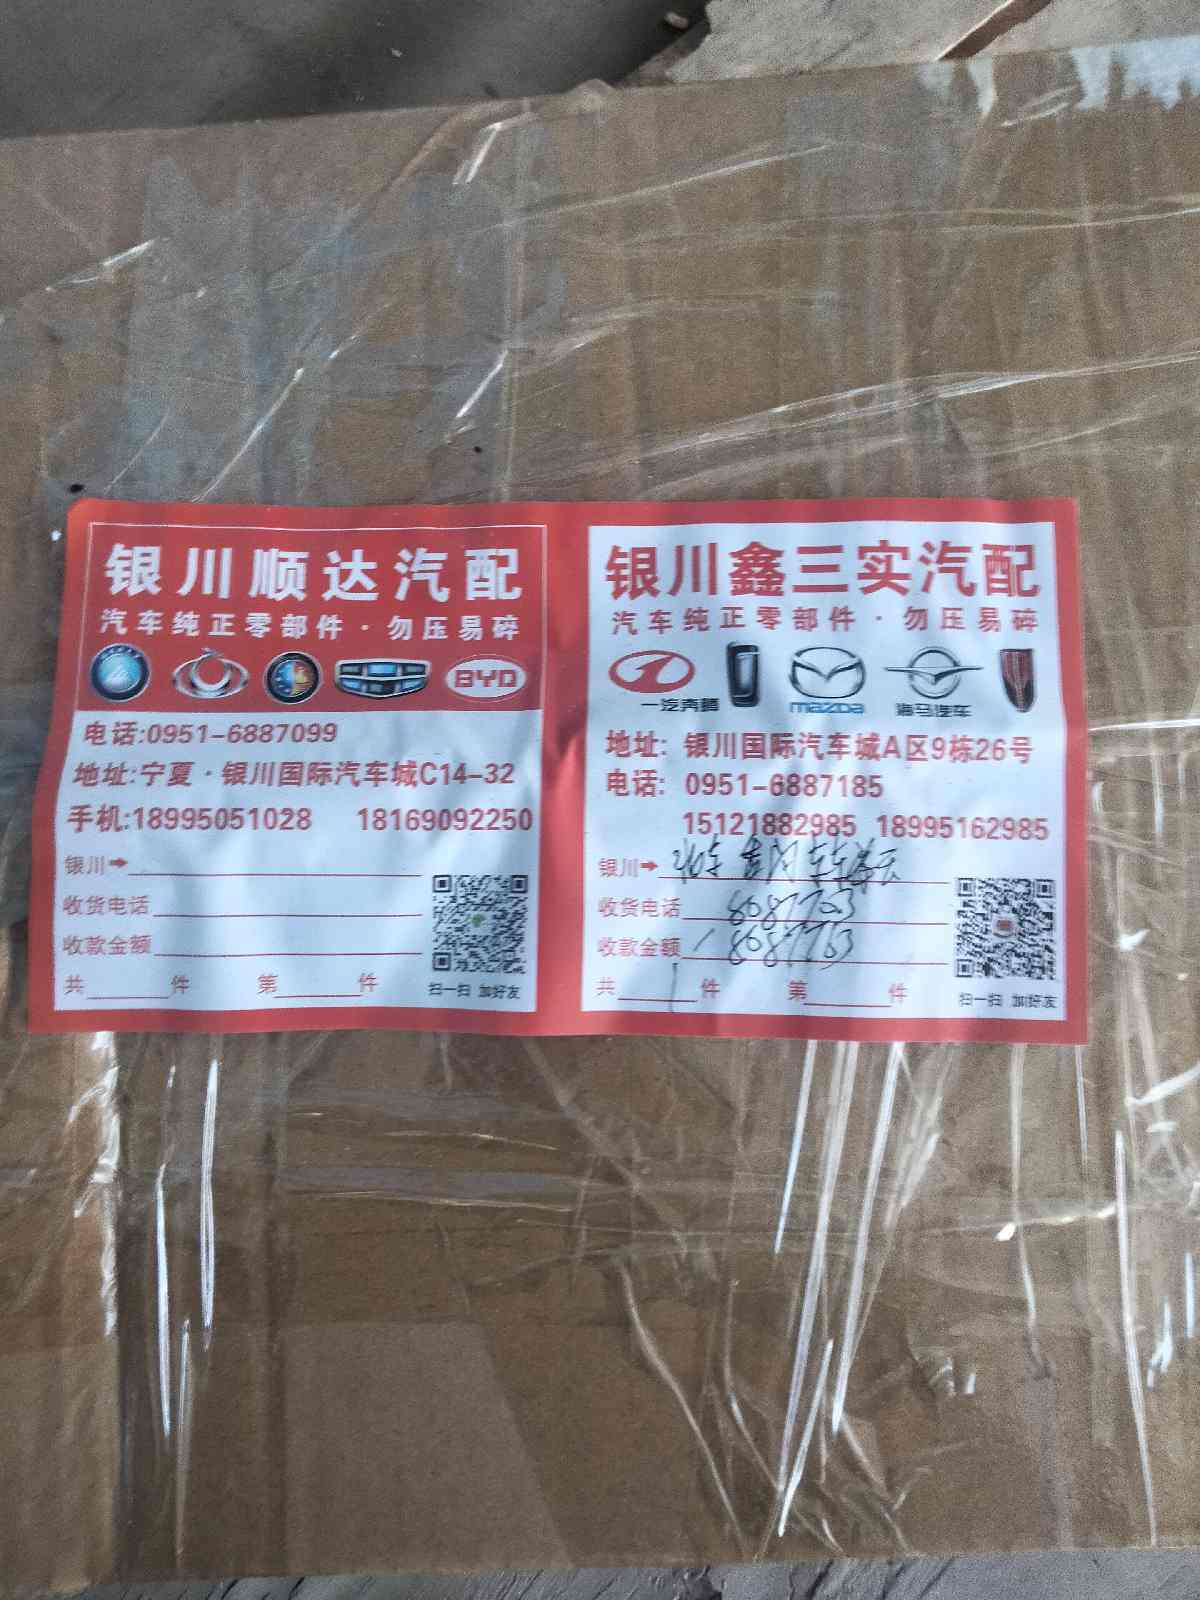 银川顺达汽配
汽车纯正零部件·勿压易碎
BYD
电话:0951-6887099
地址:宁夏·银川国际汽车城C14-32
手机:18995051028 18169092250
银川→
收货电话
收款金额
共 件 第 件
扫一扫 加好友
银川鑫三实汽配
汽车纯正零部件·勿压易碎
一汽奔腾 mazda 海马汽车
地址: 银川国际汽车城A区9栋26号
电话: 0951-6887185
15121882985 18995162985
银川→
收货电话 8087703
收款金额
共 1 件 第 件
扫一扫 加好友